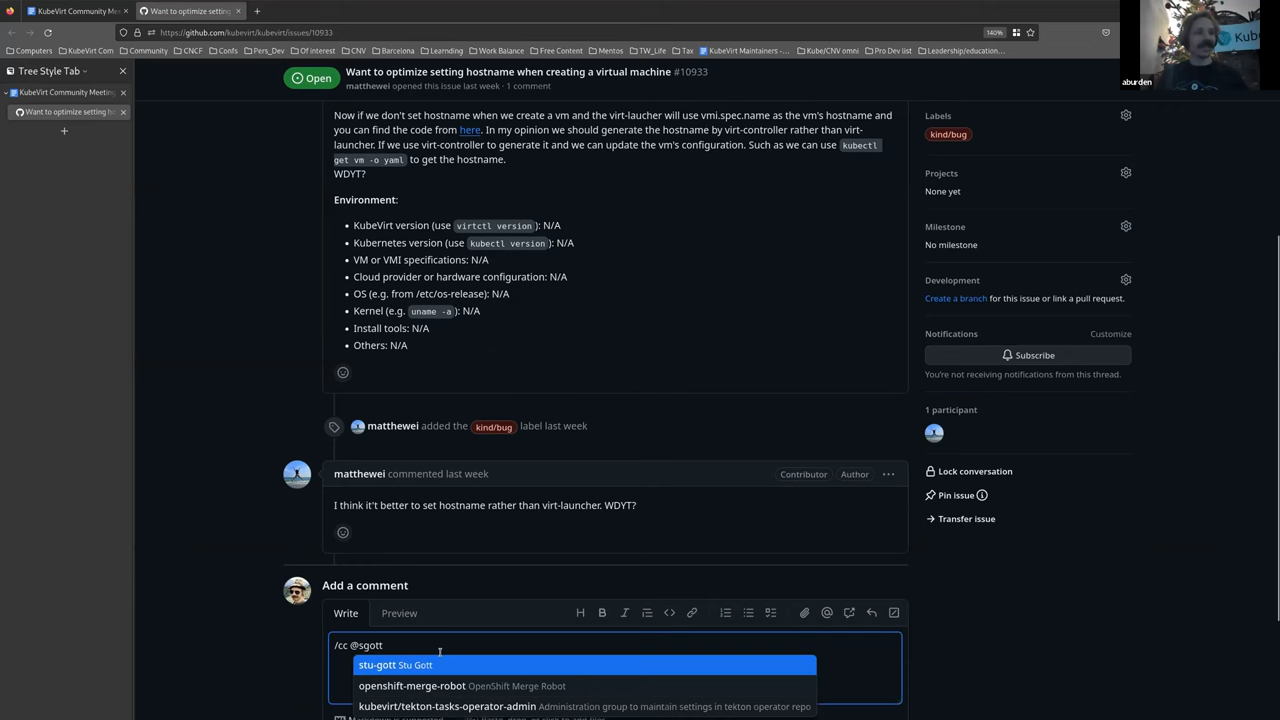 KubeVirt Community Mee
Want to optimize setting
https://github.com/kubevirt/kubevirt/issues/10933
140%
Computers
KubeVirt Com
Community
CNCF
Confs
Pers_Dev
Of interest
CNV
Barcelona
Learnding
Work Balance
Free Content
Mentos
TW_Life
Tax
KubeVirt Maintainers -...
Kube/CNV omni
Pro Dev list
Leadership/education...
aburden
Tree Style Tab
KubeVirt Community Meeting
Want to optimize setting h
Open
Want to optimize setting hostname when creating a virtual machine #10933
matthewei opened this issue last week · 1 comment
Now if we don't set hostname when we create a vm and the virt-laucher will use vmi.spec.name as the vm's hostname and
you can find the code from here. In my opinion we should generate the hostname by virt-controller rather than virt-
launcher. If we use virt-controller to generate it and we can update the vm's configuration. Such as we can use kubectl
get vm -o yaml to get the hostname.
WDYT?
Environment:
KubeVirt version (use virtctl version): N/A
Kubernetes version (use kubectl version): N/A
VM or VMI specifications: N/A
Cloud provider or hardware configuration: N/A
OS (e.g. from /etc/os-release): N/A
Kernel (e.g. uname -a): N/A
Install tools: N/A
Others: N/A
matthewei added the kind/bug label last week
matthewei commented last week
Contributor
Author
I think it't better to set hostname rather than virt-launcher. WDYT?
Add a comment
Write
Preview
/cc @sgott
stu-gott Stu Gott
openshift-merge-robot OpenShift Merge Robot
kubevirt/tekton-tasks-operator-admin Administration group to maintain settings in tekton operator repo
Labels
kind/bug
Projects
None yet
Milestone
No milestone
Development
Create a branch for this issue or link a pull request.
Notifications
Customize
Subscribe
You're not receiving notifications from this thread.
1 participant
Lock conversation
Pin issue
Transfer issue